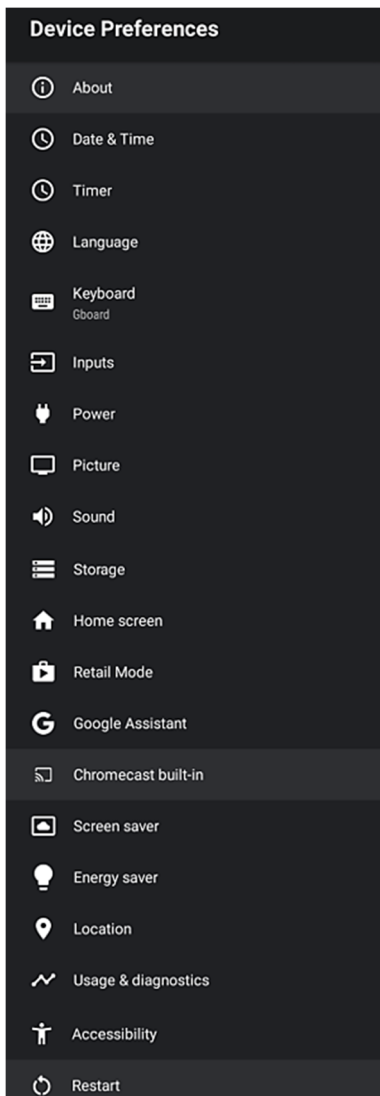 Device Preferences
About
Date & Time
Timer
Language
Keyboard
Gboard
Inputs
Power
Picture
Sound
Storage
Home screen
Retail Mode
Google Assistant
Chromecast built-in
Screen saver
Energy saver
Location
Usage & diagnostics
Accessibility
Restart